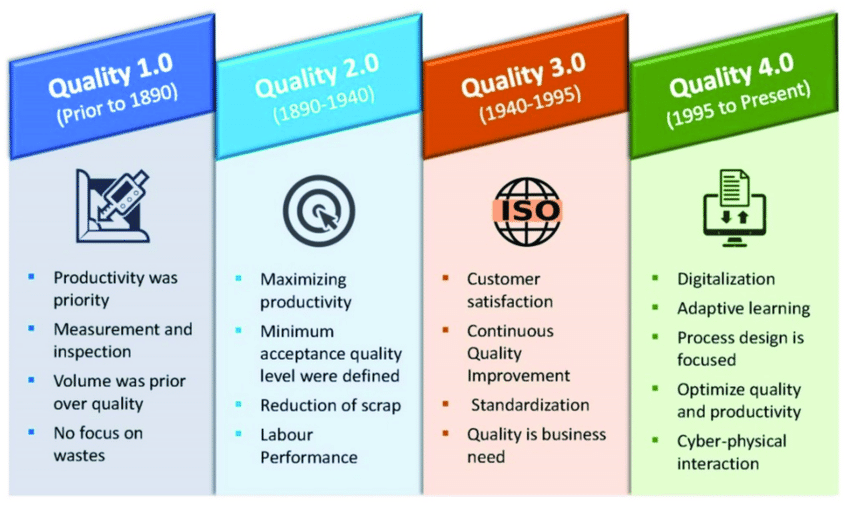 Quality 1.0
(Prior to 1890)
Productivity was
priority
Measurement and
inspection
Volume was prior
over quality
No focus on
wastes
Quality 2.0
(1890-1940)
Maximizing
productivity
Minimum
acceptance quality
level were defined
Reduction of scrap
Labour
Performance
Quality 3.0
(1940-1995)
ISO
Customer
satisfaction
Continuous
Quality
Improvement
Standardization
Quality is business
need
Quality 4.0
(1995 to Present)
Digitalization
Adaptive learning
Process design is
focused
Optimize quality
and productivity
Cyber-physical
interaction